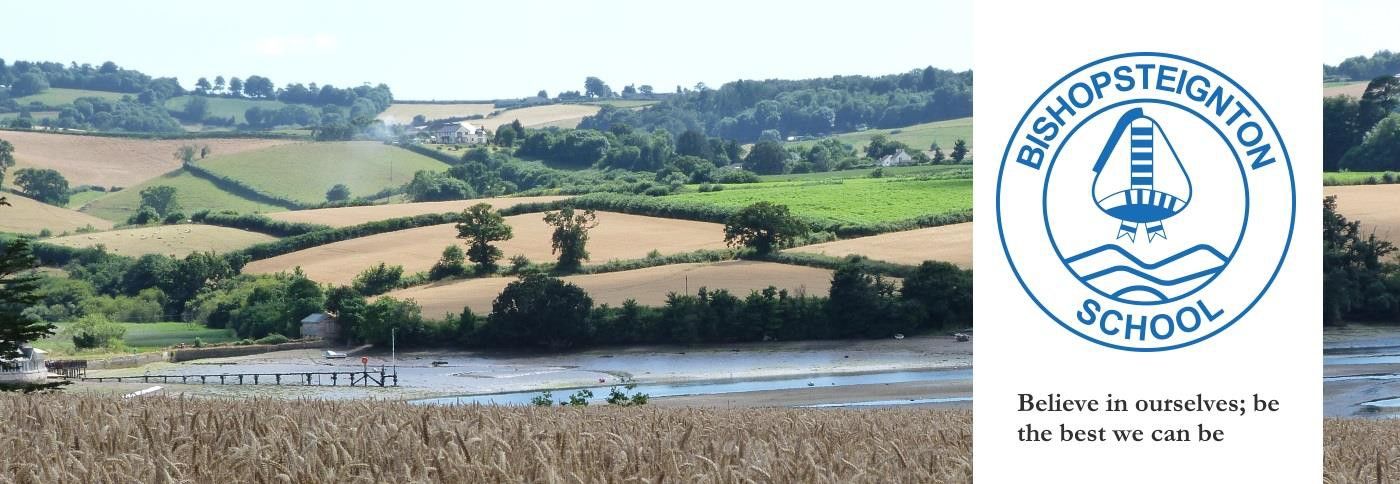 BISHOPSTEIGNTON
SCHOOL
Believe in ourselves; be
the best we can be